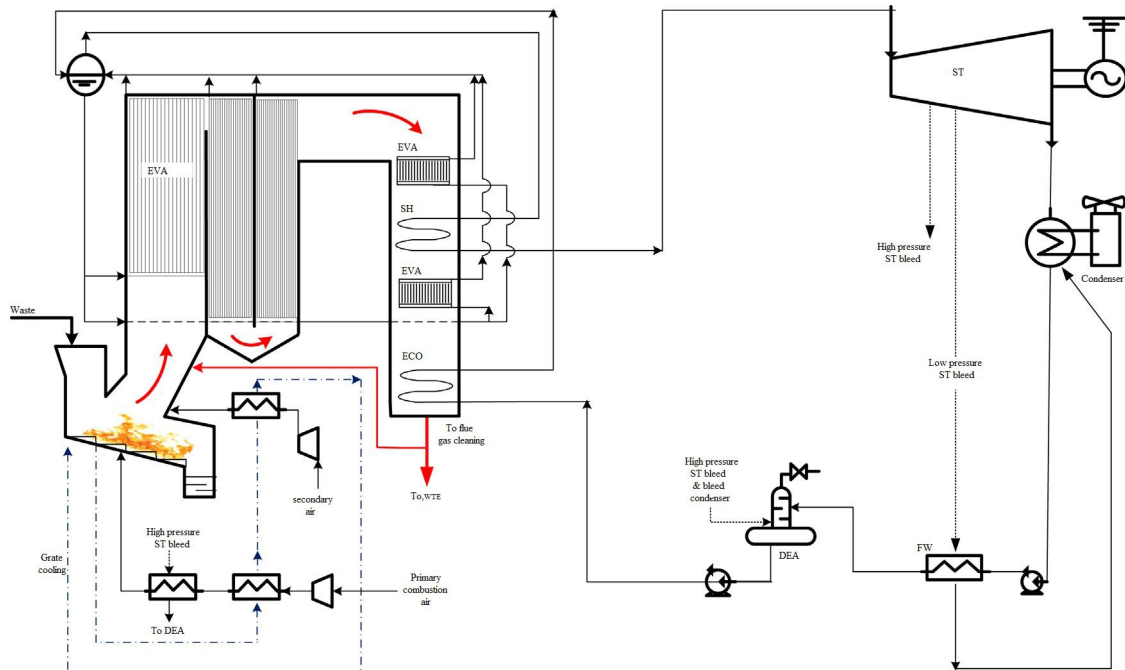 ST
EVA
EVA
SH
High pressure
ST bleed
EVA
Condenser
Waste
ECO
Low pressure
ST bleed
To flue
gas cleaning
High pressure
ST bleed
& bleed
condenser
To,WTE
secondary
air
High pressure
ST bleed
DEA
FW
Grate
cooling
Primary
combustion
air
To DEA